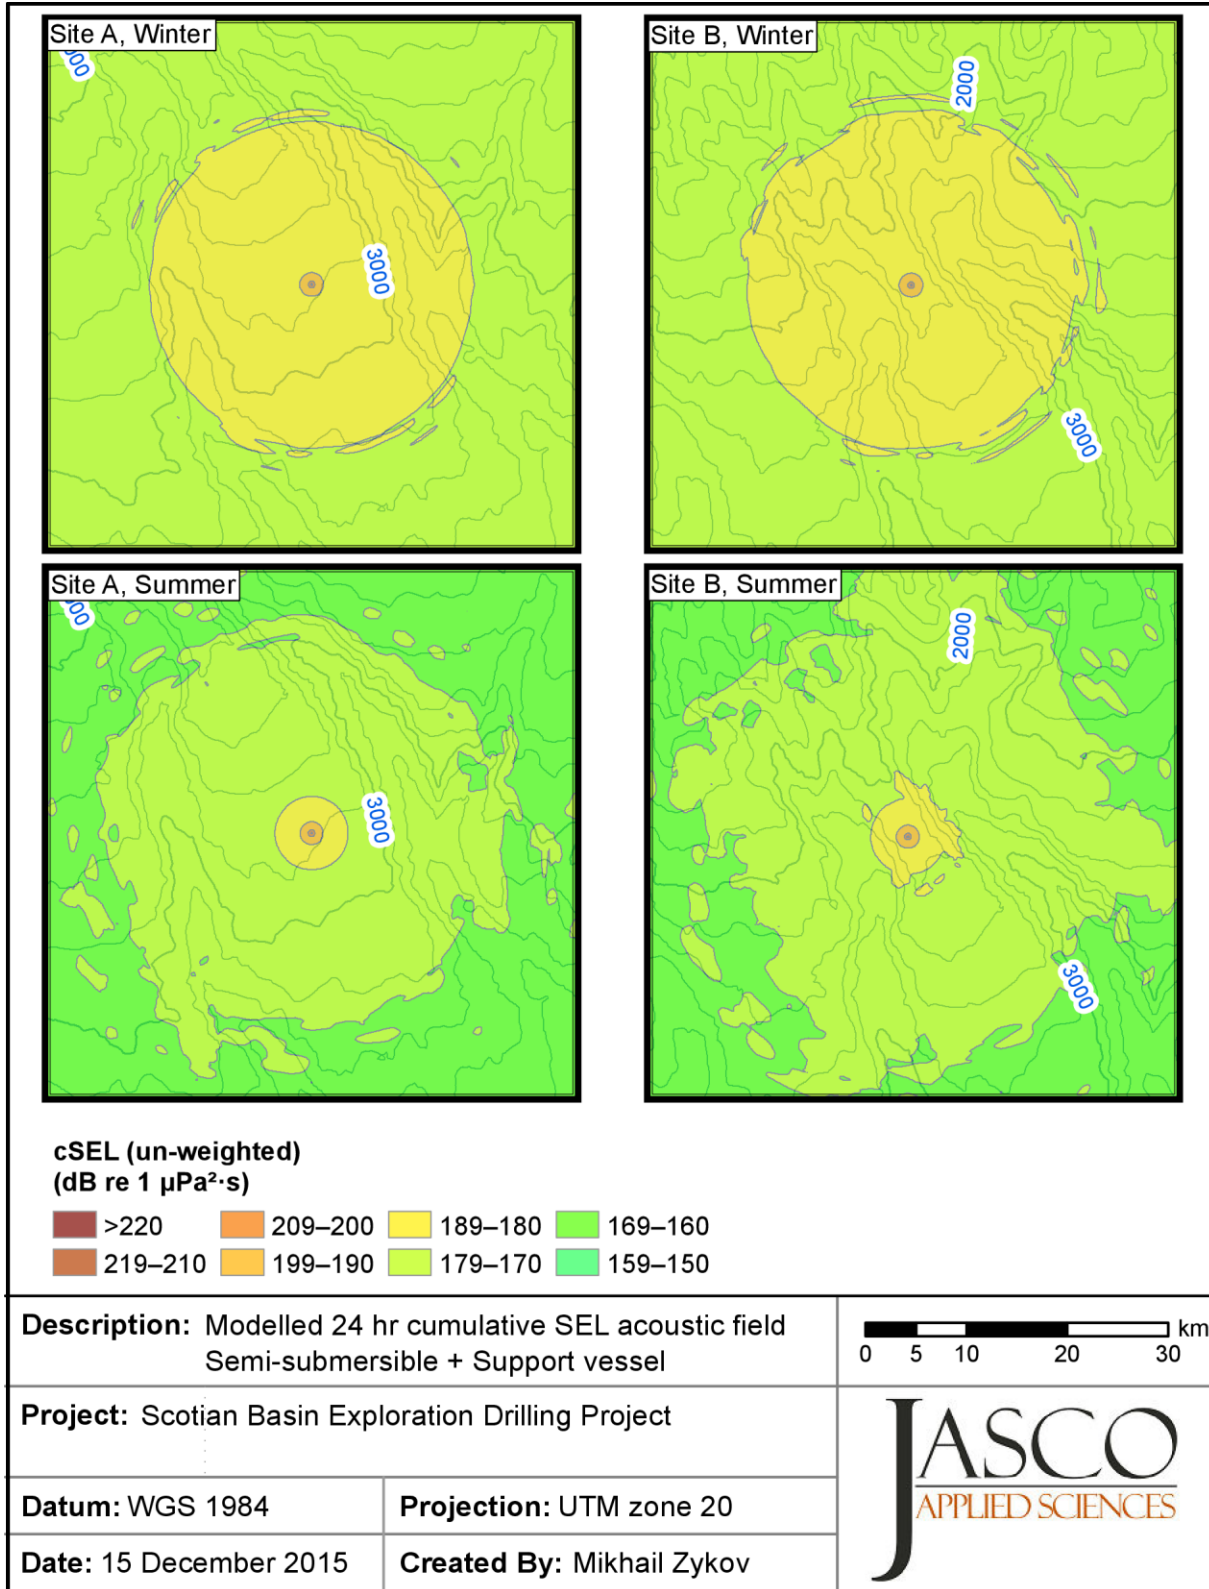 Site A, Winter
000
3000
Site B, Winter
2000
3000
Site A, Summer
000
3000
Site B, Summer
2000
3000
cSEL (un-weighted)
(dB re 1 µPa²·s)
>220
209–200
189–180
169–160
219–210
199–190
179–170
159–150
Description: Modelled 24 hr cumulative SEL acoustic field
Semi-submersible + Support vessel
km
0 5 10 20 30
Project: Scotian Basin Exploration Drilling Project
JASCO
APPLIED SCIENCES
Datum: WGS 1984
Projection: UTM zone 20
Date: 15 December 2015
Created By: Mikhail Zykov